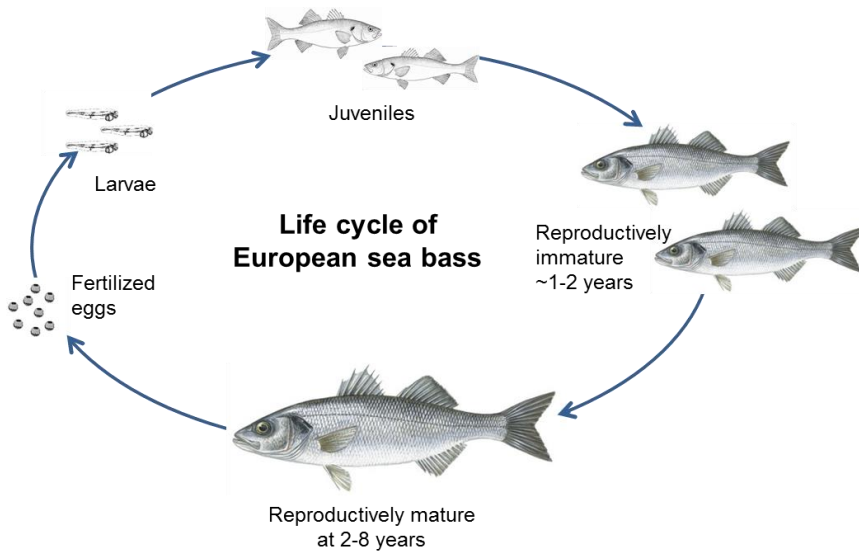 Life cycle of
European sea bass
Juveniles
Reproductively
immature
~1-2 years
Reproductively mature
at 2-8 years
Fertilized
eggs
Larvae